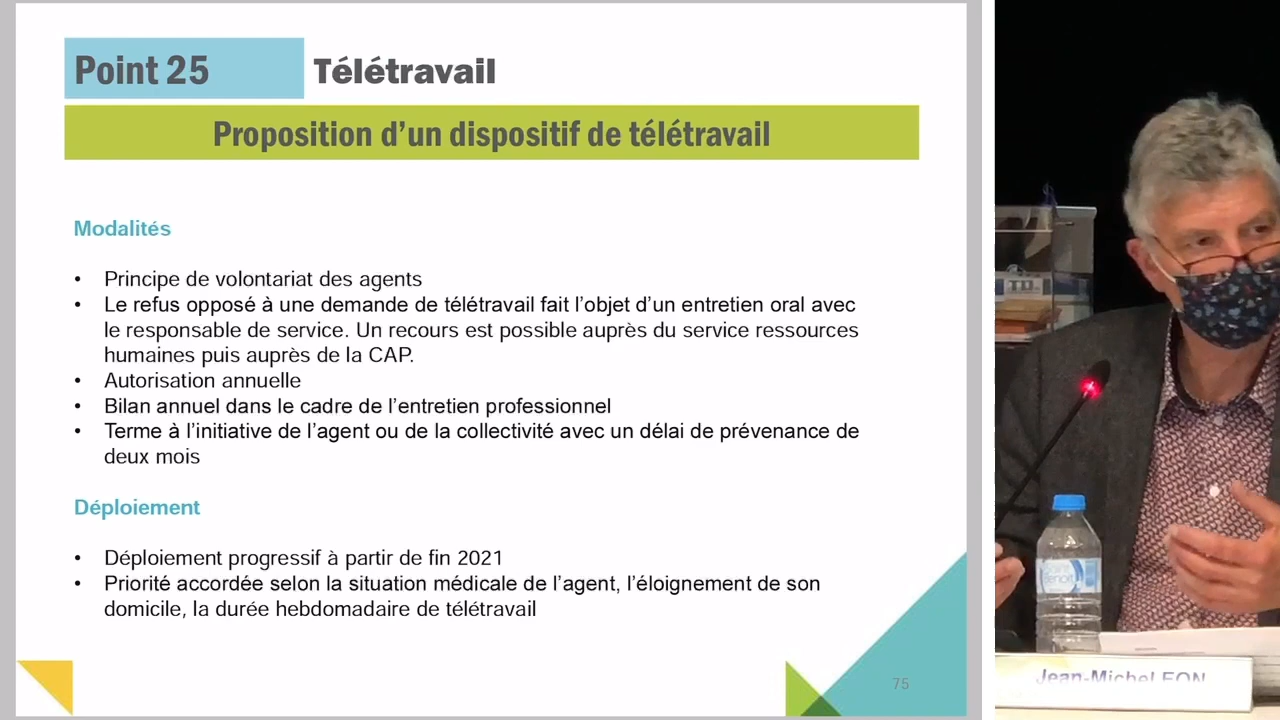 Point 25
Télétravail
Proposition d'un dispositif de télétravail
Modalités
• Principe de volontariat des agents
• Le refus opposé à une demande de télétravail fait l'objet d'un entretien oral avec
le responsable de service. Un recours est possible auprès du service ressources
humaines puis auprès de la CAP.
• Autorisation annuelle
• Bilan annuel dans le cadre de l'entretien professionnel
• Terme à l'initiative de l'agent ou de la collectivité avec un délai de prévenance de
deux mois
Déploiement
• Déploiement progressif à partir de fin 2021
• Priorité accordée selon la situation médicale de l'agent, l'éloignement de son
domicile, la durée hebdomadaire de télétravail
75
Jean-Michel EON